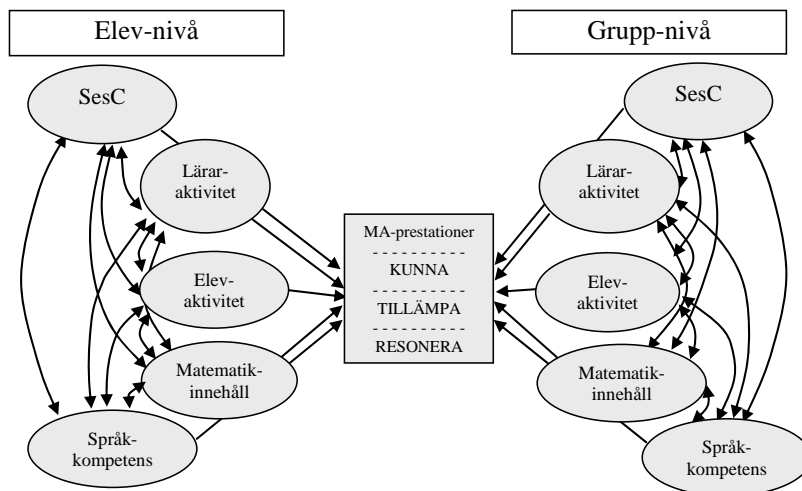 Elev-nivå
Grupp-nivå
SesC
Lärar-
aktivitet
Elev-
aktivitet
Matematik-
innehåll
Språk-
kompetens
MA-prestationer
KUNNA
TILLÄMPA
RESONERA
SesC
Lärar-
aktivitet
Elev-
aktivitet
Matematik-
innehåll
Språk-
kompetens